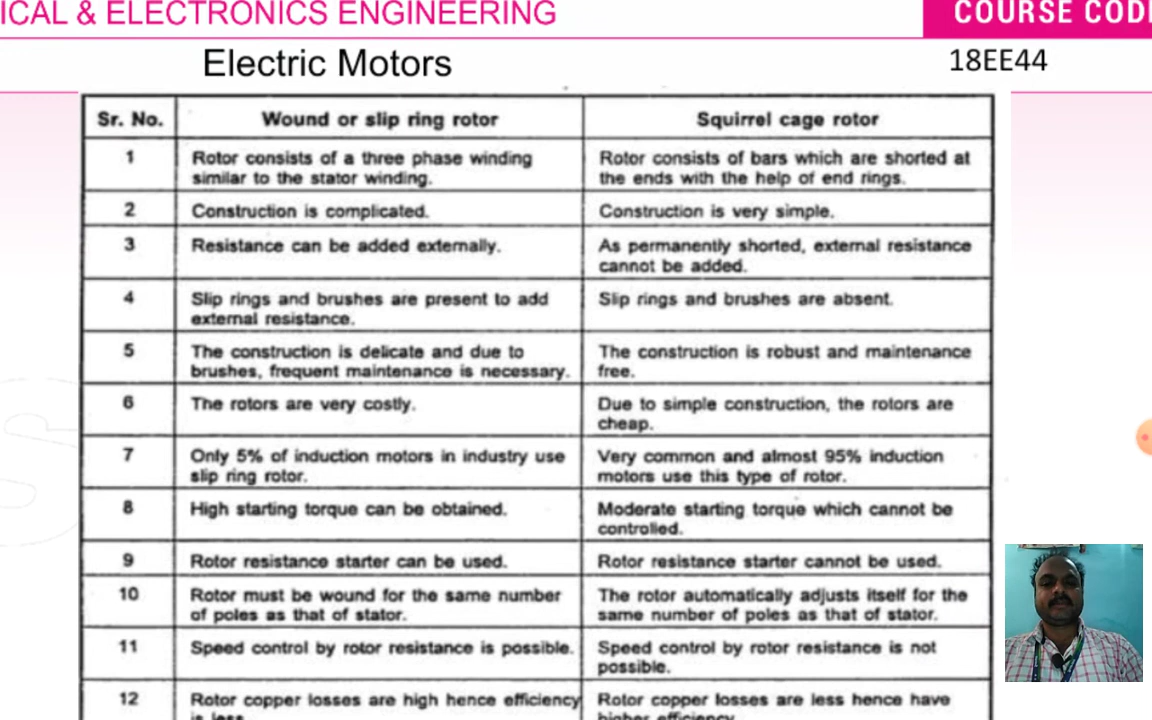 ICAL & ELECTRONICS ENGINEERING
COURSE
Electric Motors
18EE44
Sr. No. Wound or slip ring rotor Squirrel cage rotor
1 Rotor consists of a three phase winding Rotor consists of bars which are shorted at
similar to the stator winding. the ends with the help of end rings.
2 Construction is complicated. Construction is very simple.
3 Resistance can be added externally. As permanently shorted, external resistance
cannot be added.
4 Slip rings and brushes are present to add Slip rings and brushes are absent.
external resistance.
5 The construction is delicate and due to The construction is robust and maintenance
brushes, frequent maintenance is necessary. free.
6 The rotors are very costly. Due to simple construction, the rotors are
cheap.
7 Only 5% of induction motors in industry use Very common and almost 95% induction
slip ring rotor. motors use this type of rotor.
8 High starting torque can be obtained. Moderate starting torque which cannot be
controlled.
9 Rotor resistance starter can be used. Rotor resistance starter cannot be used.
10 Rotor must be wound for the same number The rotor automatically adjusts itself for the
of poles as that of stator. same number of poles as that of stator.
11 Speed control by rotor resistance is possible. Speed control by rotor resistance is not
possible.
12 Rotor copper losses are high hence efficiency Rotor copper losses are less hence have
is less higher efficiency